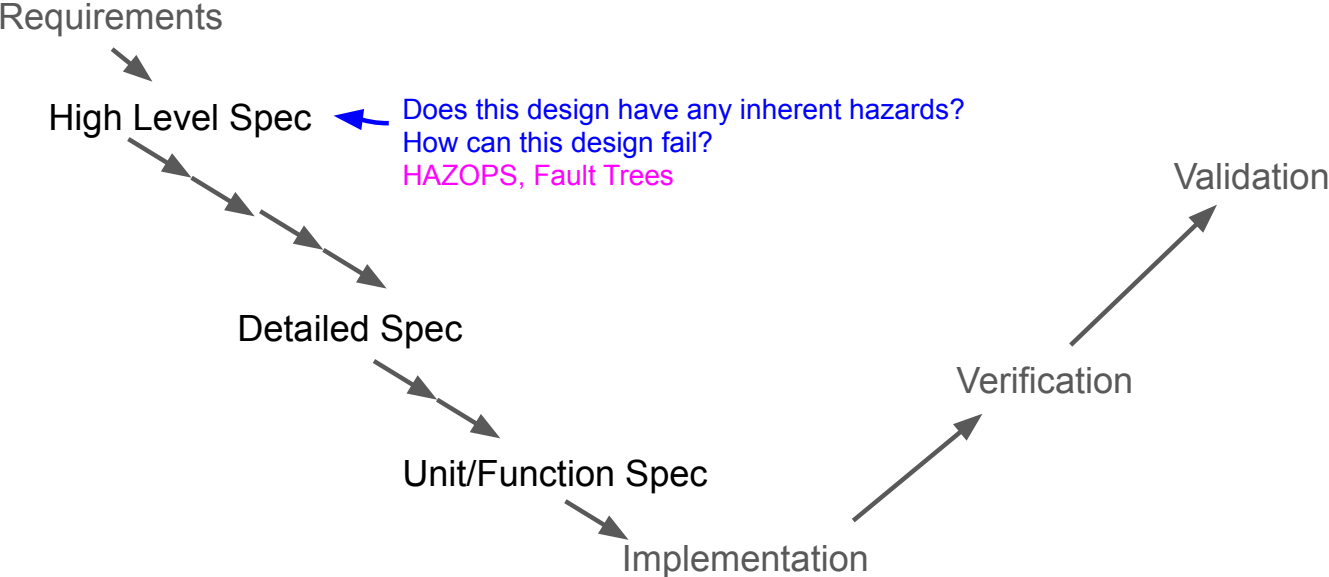 Requirements
High Level Spec
Does this design have any inherent hazards?
How can this design fail?
HAZOPS, Fault Trees
Validation
Detailed Spec
Verification
Unit/Function Spec
Implementation